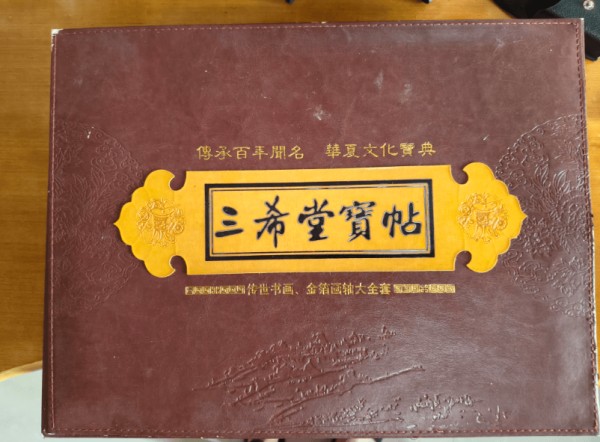 傳承百年聞名 華夏文化寶典
三希堂寶帖
传世书画、金箔画轴大全套